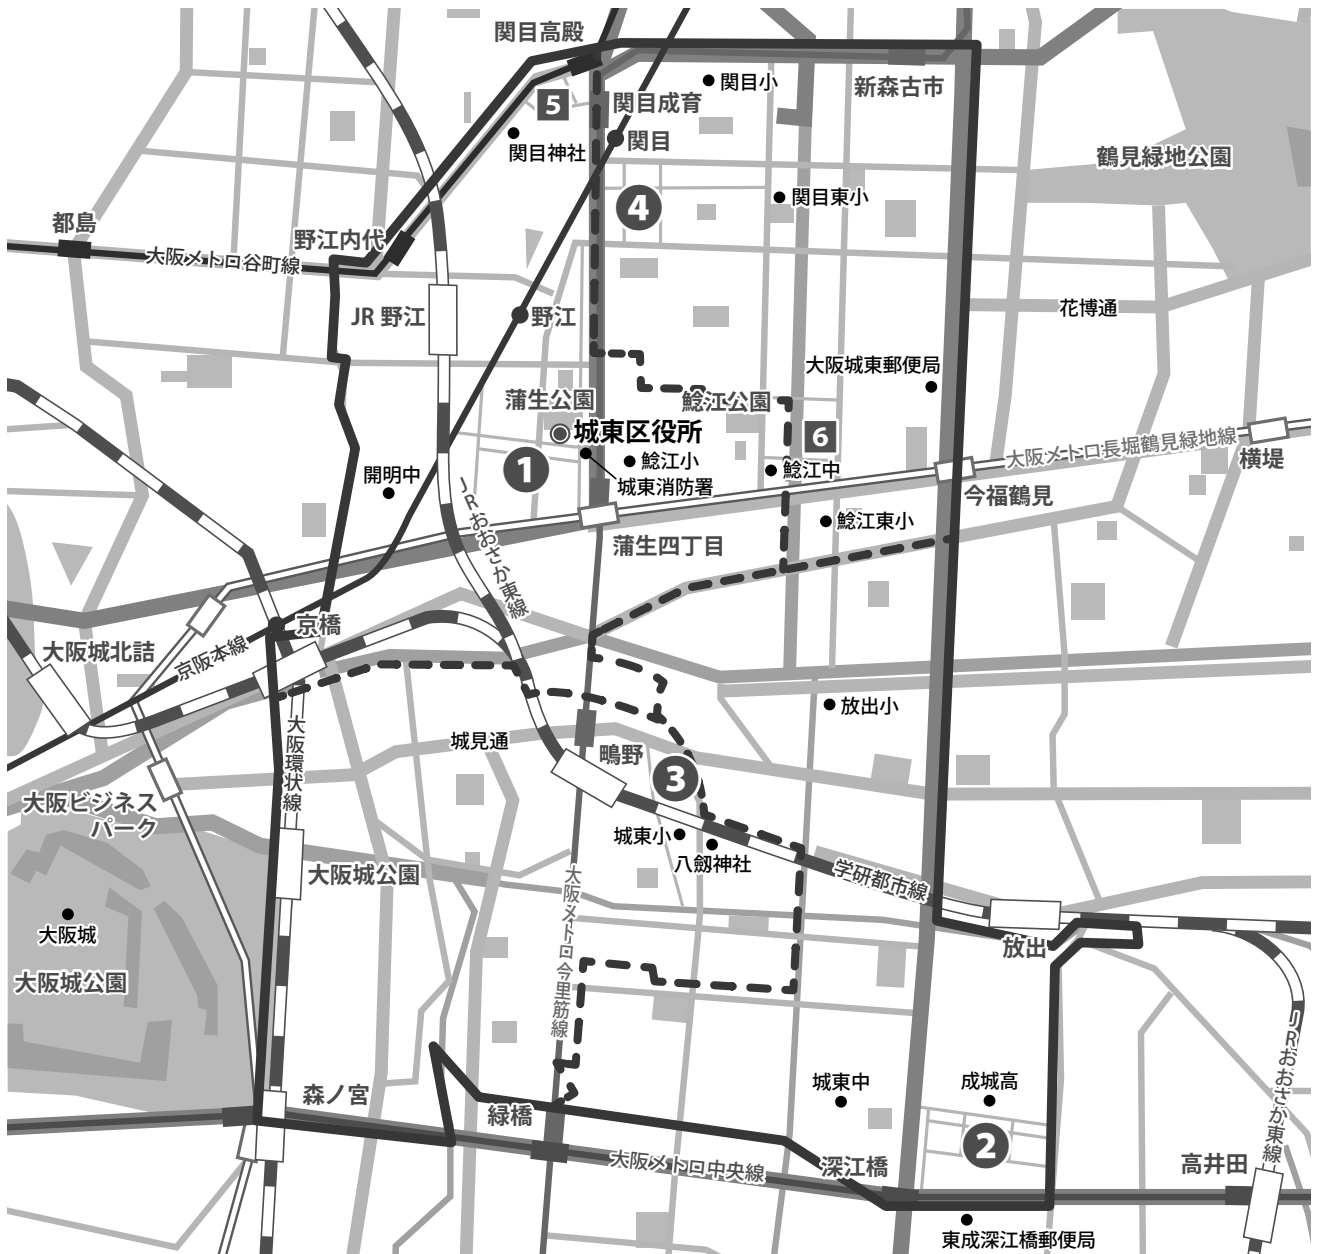 関目高殿
新森古市
関目小
5
関目成育
関目
関目神社
鶴見緑地公園
関目東小
4
都島
野江内代
大阪メトロ谷町線
JR 野江
野江
花博通
大阪城東郵便局
蒲生公園
鯰江公園
城東区役所
6
大阪メトロ長堀鶴見緑地線
横堤
1
鯰江小
鯰江中
開明中
城東消防署
今福鶴見
JRおおさか東線
鯰江東小
蒲生四丁目
京橋
大阪城北詰
京阪本線
放出小
大阪環状線
城見通
鴫野
3
大阪ビジネス
パーク
城東小
八劔神社
大阪城公園
大阪メトロ今里筋線
学研都市線
大阪城
放出
大阪城公園
JRおおさか東線
城東中
成城高
森ノ宮
緑橋
2
大阪メトロ中央線
深江橋
高井田
東成深江橋郵便局